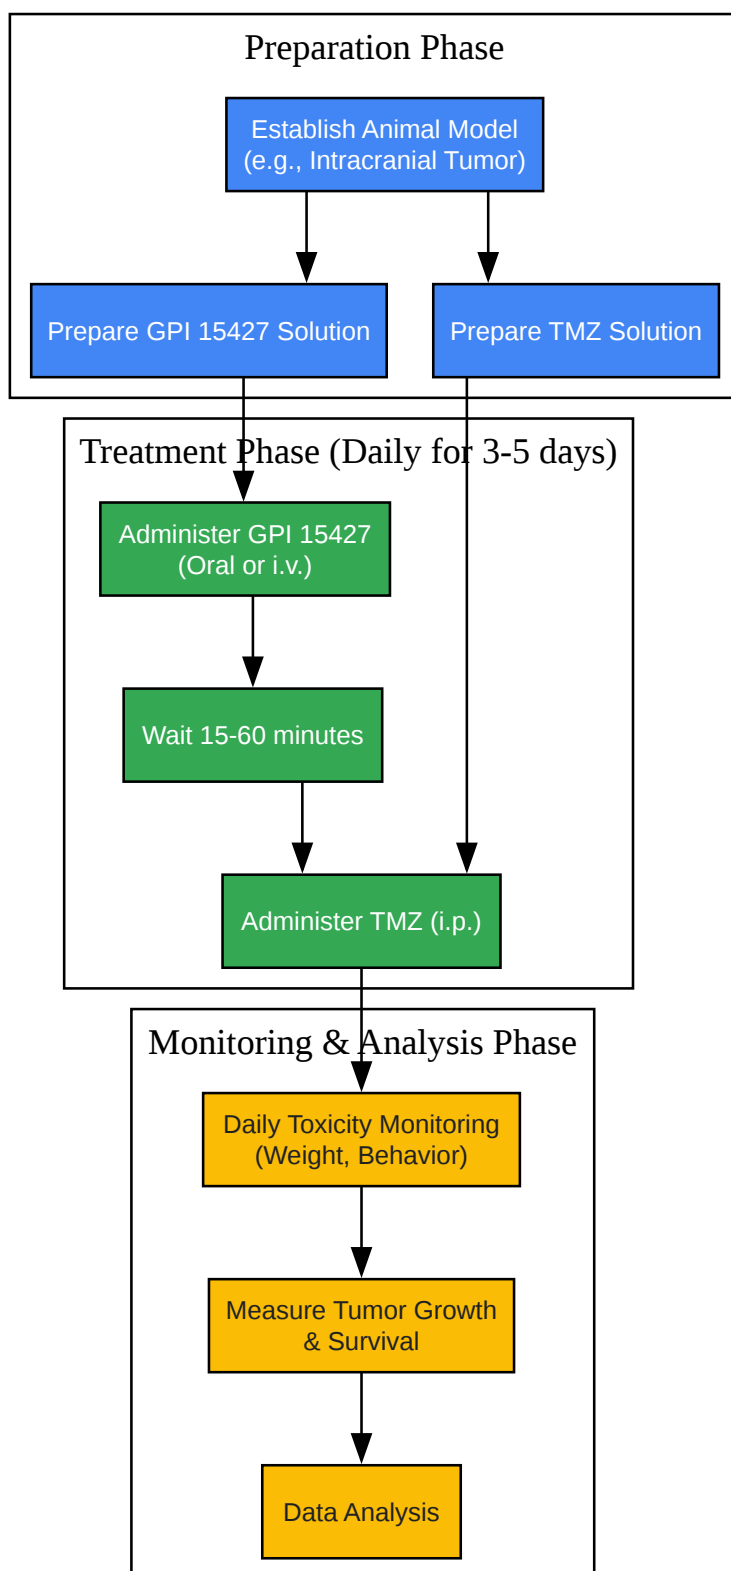 Preparation Phase
Establish Animal Model
(e.g., Intracranial Tumor)
Prepare GPI 15427 Solution
Prepare TMZ Solution
Treatment Phase (Daily for 3-5 days)
Administer GPI 15427
(Oral or i.v.)
Wait 15-60 minutes
Administer TMZ (i.p.)
Monitoring & Analysis Phase
Daily Toxicity Monitoring
(Weight, Behavior)
Measure Tumor Growth
& Survival
Data Analysis